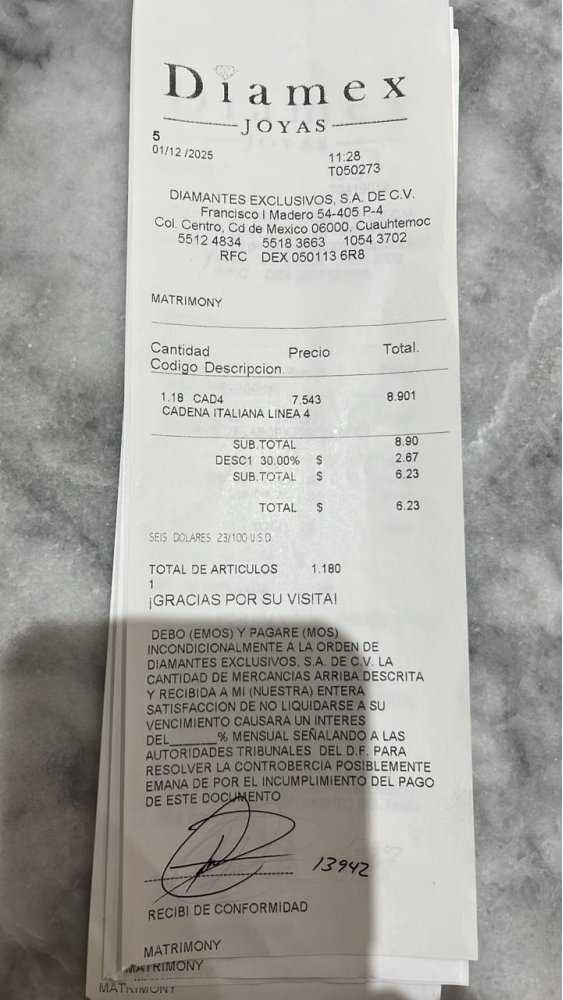 Diamex
JOYAS
5
01/12 /2025 11:28
T050273
DIAMANTES EXCLUSIVOS, S.A. DE C.V.
Francisco I Madero 54-405 P-4
Col. Centro, Cd de Mexico 06000, Cuauhtemoc
5512 4834 5518 3663 1054 3702
RFC DEX 050113 6R8
MATRIMONY
Cantidad Precio Total.
Codigo Descripcion.
1.18 CAD4 7.543 8.901
CADENA ITALIANA LINEA 4
SUB.TOTAL 8.90
DESC1 30.00% $ 2.67
SUB.TOTAL $ 6.23
TOTAL $ 6.23
SEIS DOLARES 23/100 U.S.D.
TOTAL DE ARTICULOS 1.180
1
¡GRACIAS POR SU VISITA!
DEBO (EMOS) Y PAGARE (MOS)
INCONDICIONALMENTE A LA ORDEN DE
DIAMANTES EXCLUSIVOS, S.A. DE C.V. LA
CANTIDAD DE MERCANCIAS ARRIBA DESCRITA
Y RECIBIDA A MI (NUESTRA) ENTERA
SATISFACCION DE NO LIQUIDARSE A SU
VENCIMIENTO CAUSARA UN INTERES
DEL______% MENSUAL SEÑALANDO A LAS
AUTORIDADES TRIBUNALES DEL D.F. PARA
RESOLVER LA CONTROBERCIA POSIBLEMENTE
EMANA DE POR EL INCUMPLIMIENTO DEL PAGO
DE ESTE DOCUMENTO
13942
RECIBI DE CONFORMIDAD
MATRIMONY
MATRIMONY
MATRIMONY